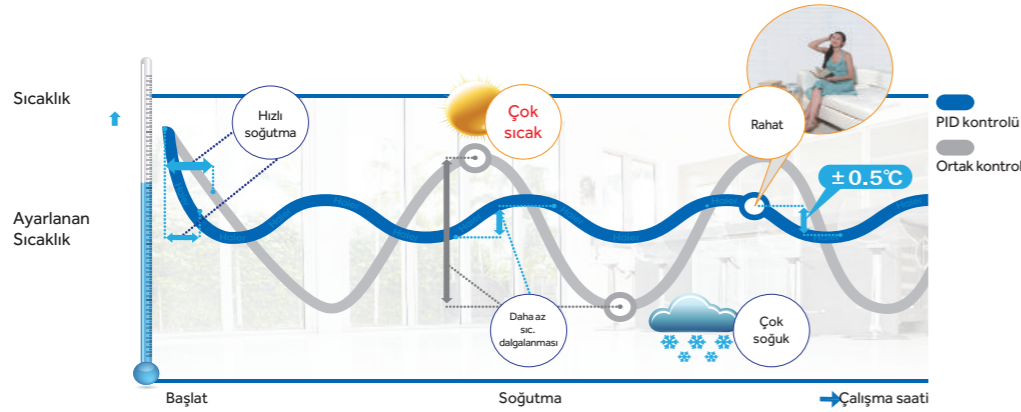 Sıcaklık
Hızlı
soğutma
Çok
sıcak
Rahat
PID kontrolü
Ortak kontrol
± 0.5℃
Ayarlanan
Sıcaklık
Daha az
sıc.
dalgalanması
Çok
soğuk
Başlat
Soğutma
Çalışma saati